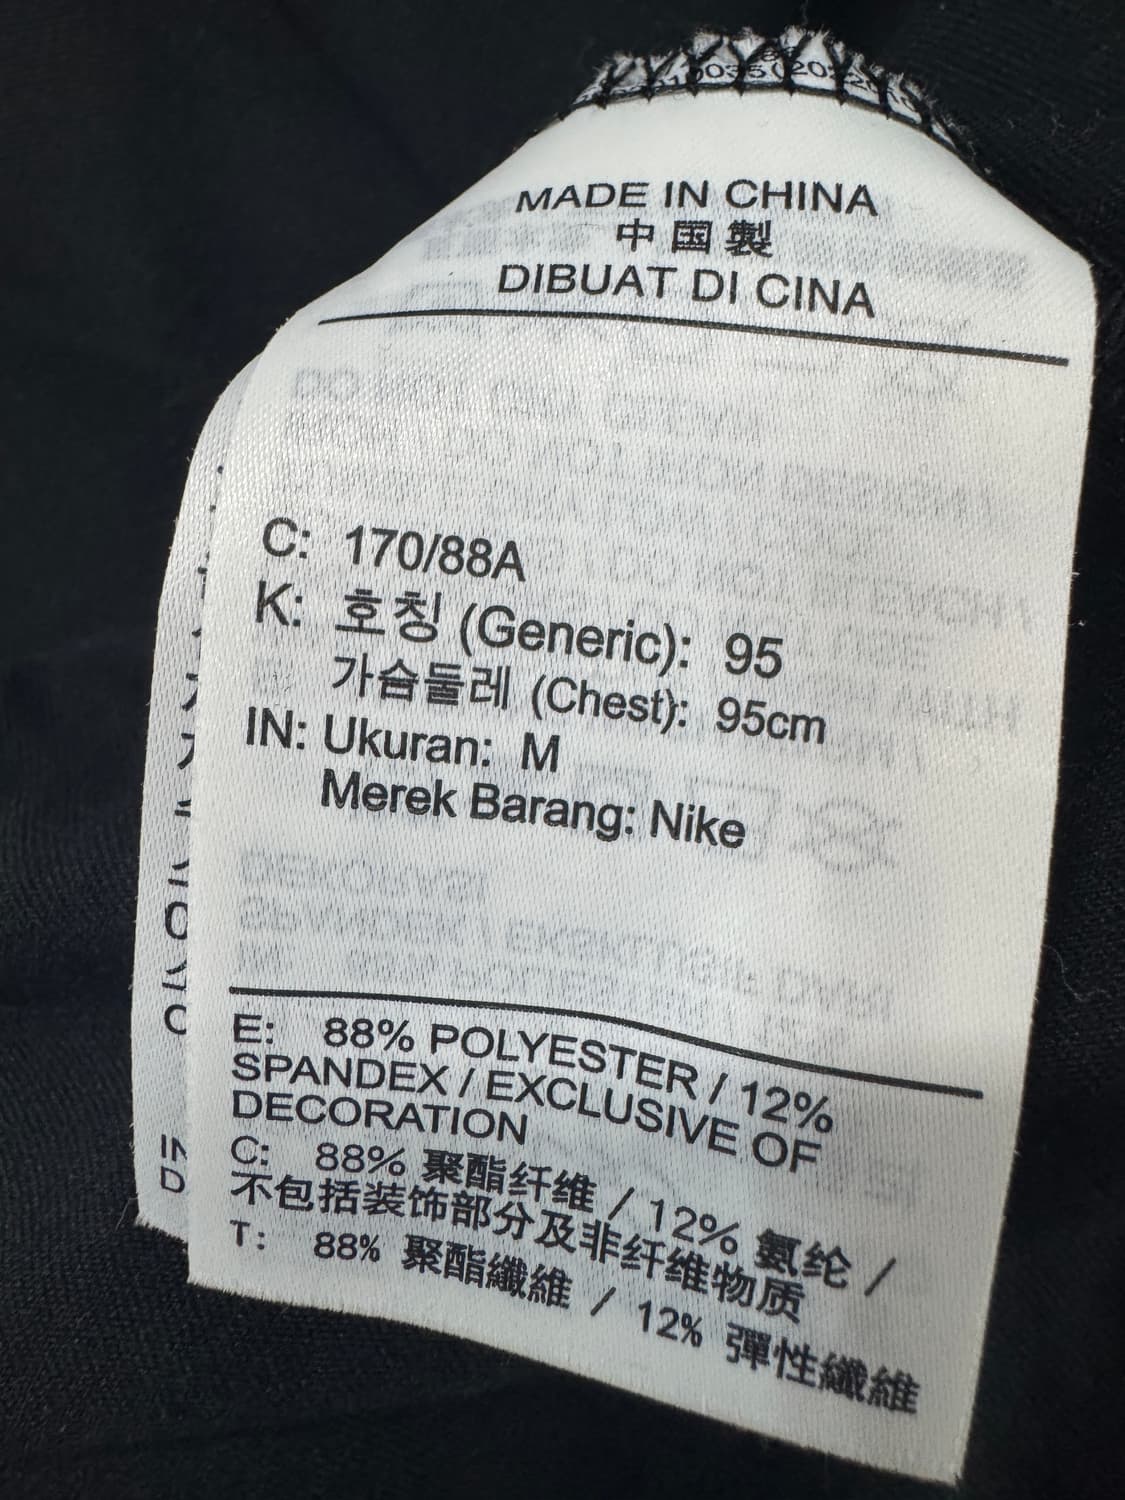 MADE IN CHINA
中国製
DIBUAT DI CINA
C: 170/88A
K: 호칭 (Generic): 95
가슴둘레 (Chest): 95cm
IN: Ukuran: M
Merek Barang: Nike
E: 88% POLYESTER / 12%
SPANDEX / EXCLUSIVE OF
DECORATION
C: 88% 聚酯纤维 / 12% 氨纶 /
不包括装饰部分及非纤维物质
T: 88% 聚酯纖維 / 12% 彈性纖維